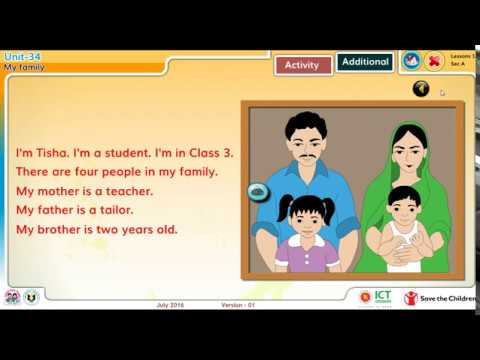 Unit-34
My family
Activity
Additional
Lessons 1
Sec A
I'm Tisha. I'm a student. I'm in Class 3.
There are four people in my family.
My mother is a teacher.
My father is a tailor.
My brother is two years old.
July 2016
Version - 01
ICT
Save the Children